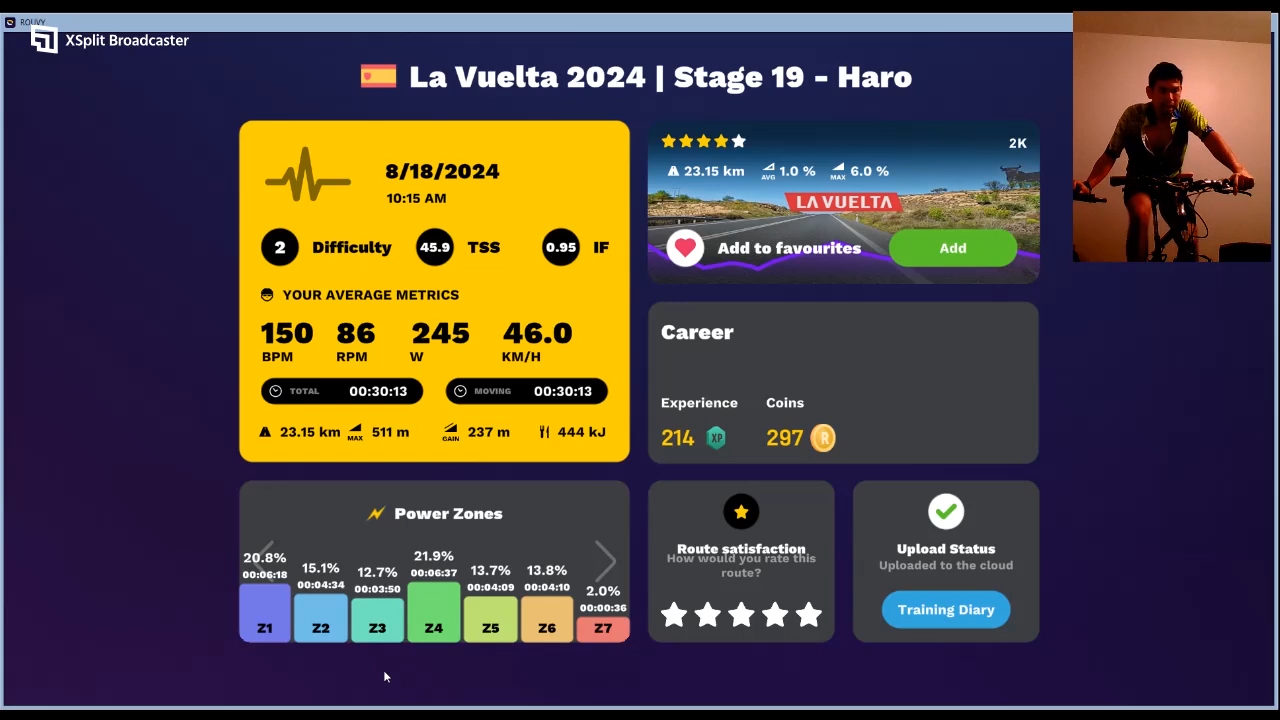 ROUVY
XSplit Broadcaster
La Vuelta 2024 | Stage 19 - Haro
8/18/2024
10:15 AM
2 Difficulty 45.9 TSS 0.95 IF
YOUR AVERAGE METRICS
150 86 245 46.0
BPM RPM W KM/H
TOTAL 00:30:13 MOVING 00:30:13
23.15 km MAX 511 m GAIN 237 m 444 kJ
2K
23.15 km AVG 1.0 % MAX 6.0 %
LA VUELTA
Add to favourites Add
Career
Experience Coins
214 XP 297 R
Power Zones
20.8% 15.1% 12.7% 21.9% 13.7% 13.8% 2.0%
00:06:18 00:04:34 00:03:50 00:06:37 00:04:09 00:04:10 00:00:36
Z1 Z2 Z3 Z4 Z5 Z6 Z7
Route satisfaction
How would you rate this
route?
Upload Status
Uploaded to the cloud
Training Diary